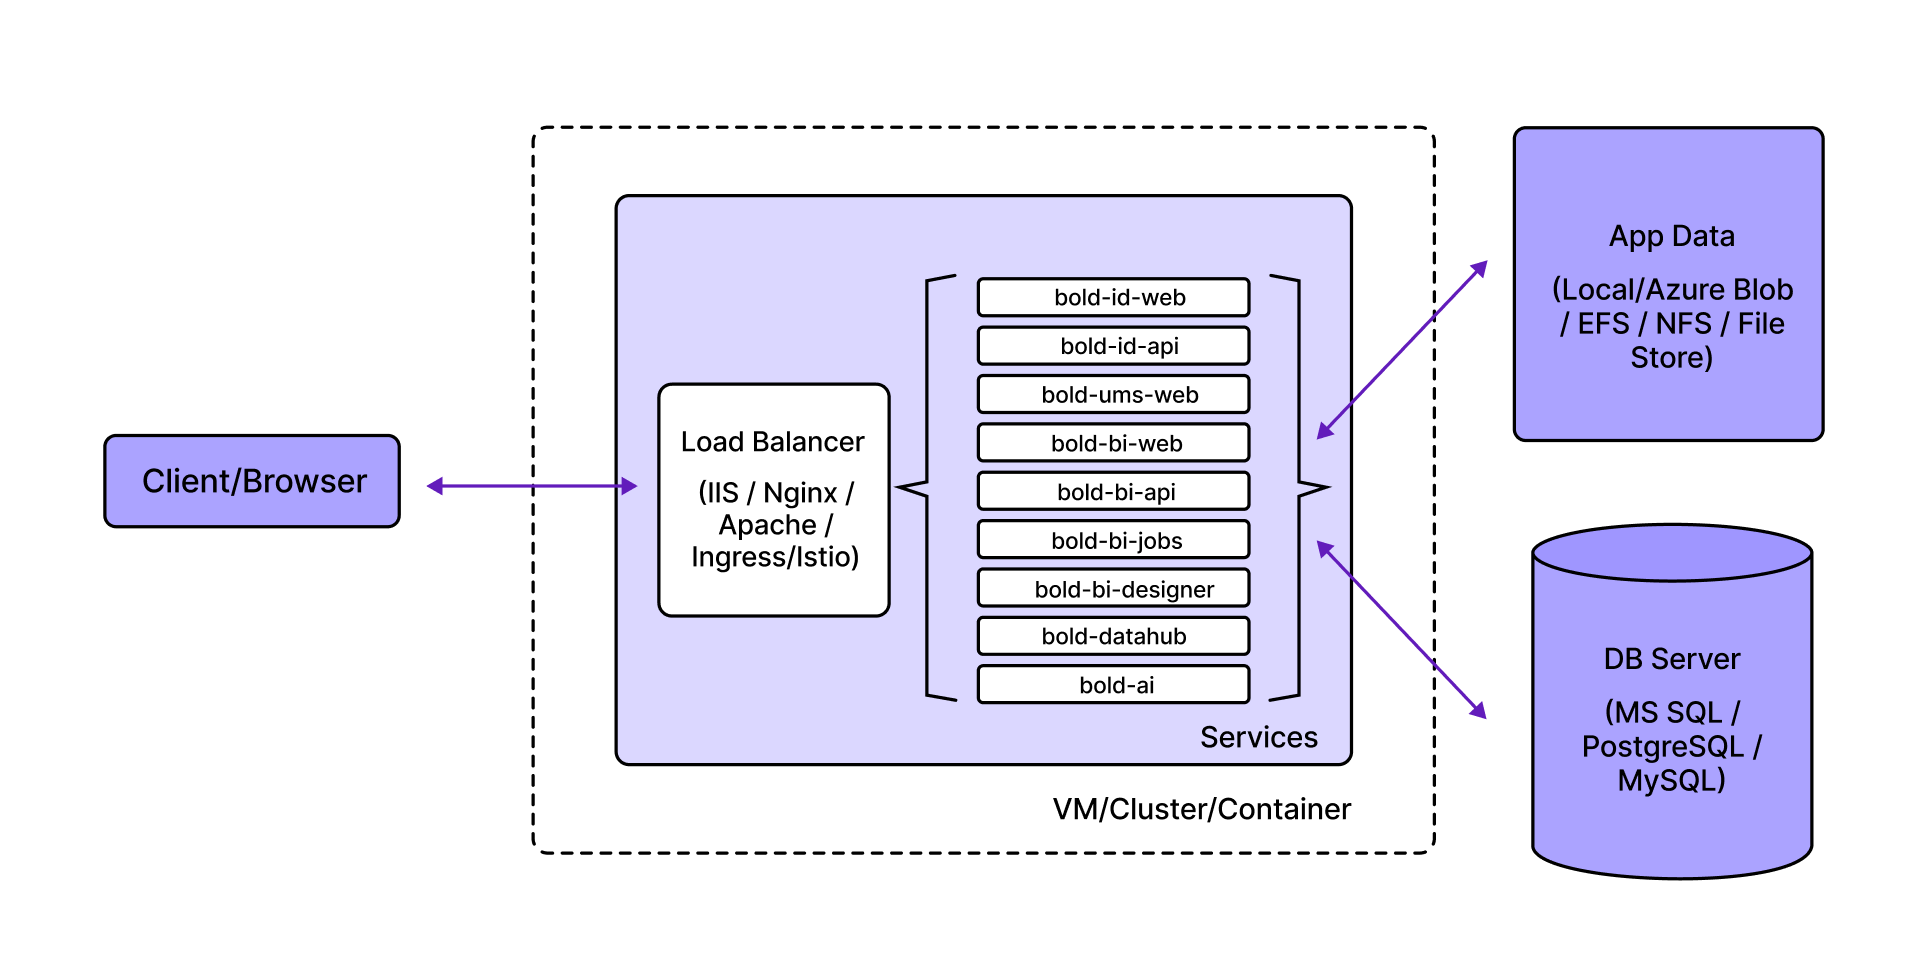 Client/Browser
Load Balancer
(IIS / Nginx /
Apache /
Ingress/Istio)
bold-id-web
bold-id-api
bold-ums-web
bold-bi-web
bold-bi-api
bold-bi-jobs
bold-bi-designer
bold-datahub
bold-ai
Services
VM/Cluster/Container
App Data
(Local/Azure Blob
/ EFS / NFS / File
Store)
DB Server
(MS SQL /
PostgreSQL /
MySQL)